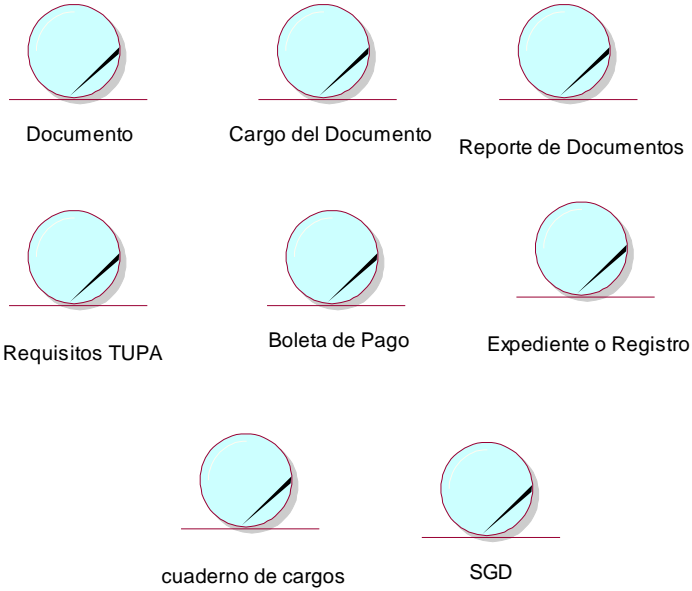 Documento
Cargo del Documento
Reporte de Documentos
Requisitos TUPA
Boleta de Pago
Expediente o Registro
cuaderno de cargos
SGD